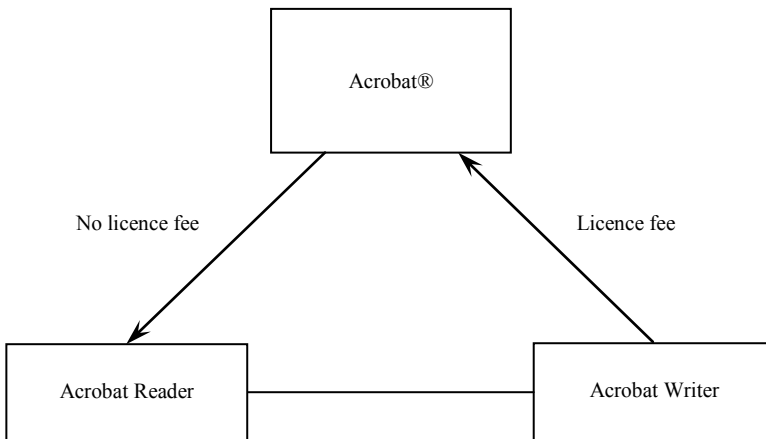 Acrobat®
No licence fee
Licence fee
Acrobat Reader
Acrobat Writer